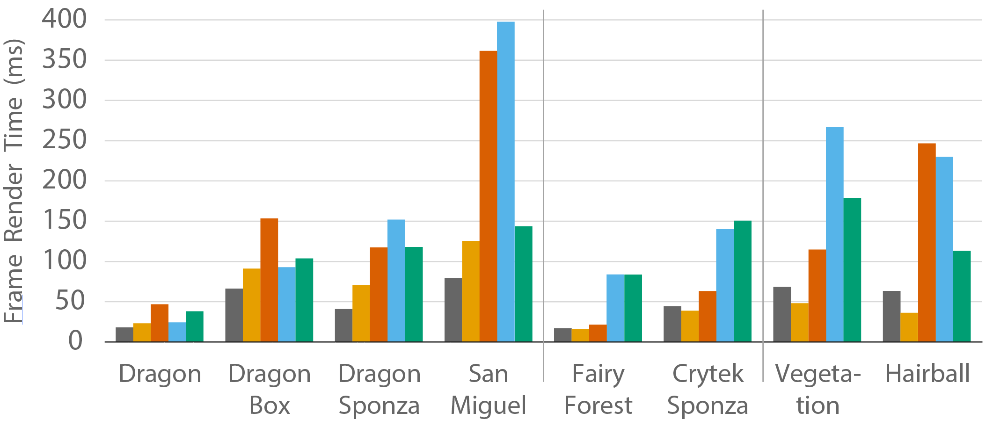 Frame Render Time (ms)
400
350
300
250
200
150
100
50
0
Dragon
Dragon
Box
Dragon
Sponza
San
Miguel
Fairy
Forest
Crytek
Sponza
Vegeta-
tion
Hairball